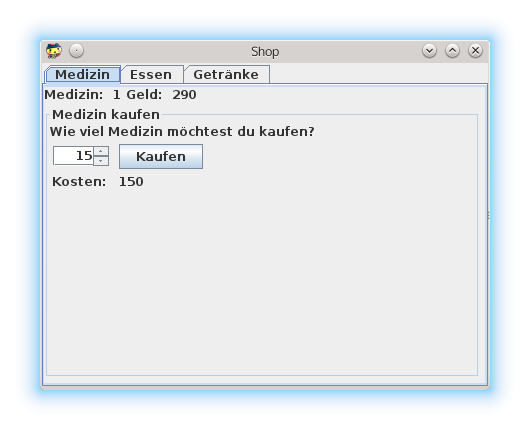 Shop
Medizin Essen Getränke
Medizin: 1 Geld: 290
Medizin kaufen
Wie viel Medizin möchtest du kaufen?
15 Kaufen
Kosten: 150